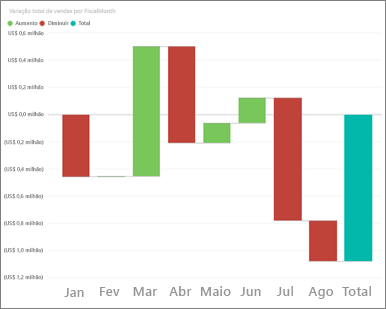 Variação total de vendas por FiscalMonth
Aumento Diminuir Total
US$ 0,6 milhão
US$ 0,4 milhão
US$ 0,2 milhão
US$ 0,0 milhão
(US$ 0,2 milhão)
(US$ 0,4 milhão)
(US$ 0,6 milhão)
(US$ 0,8 milhão)
(US$ 1,0 milhão)
(US$ 1,2 milhão)
Jan Fev Mar Abr Maio Jun Jul Ago Total